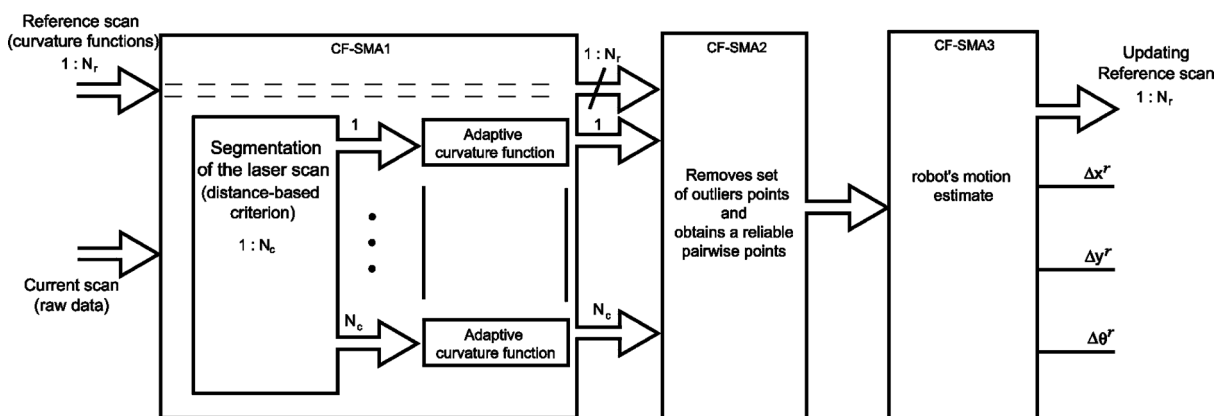 Reference scan
(curvature functions)
1 : Nr
CF-SMA1
Segmentation
of the laser scan
(distance-based
criterion)
1 : Nc
1
Adaptive
curvature function
Nc
Adaptive
curvature function
Current scan
(raw data)
1 : Nr
1
Nc
CF-SMA2
Removes set
of outliers points
and
obtains a reliable
pairwise points
CF-SMA3
robot's motion
estimate
Updating
Reference scan
1 : Nr
Δxr
Δyr
Δθr